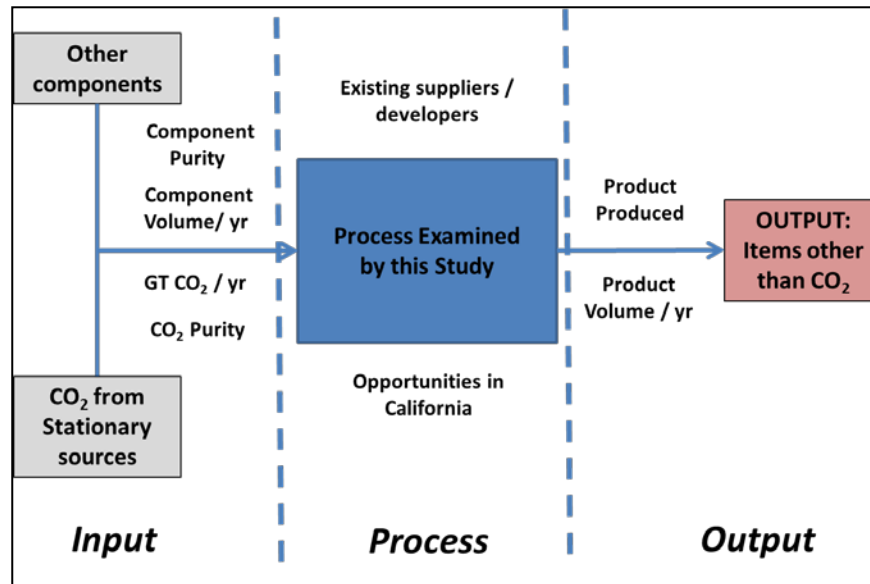 Other
components
Component
Purity
Component
Volume/ yr
GT CO₂ / yr
CO₂ Purity
CO₂ from
Stationary
sources
Input
Existing suppliers /
developers
Process Examined
by this Study
Opportunities in
California
Process
Product
Produced
Product
Volume / yr
OUTPUT:
Items other
than CO₂
Output